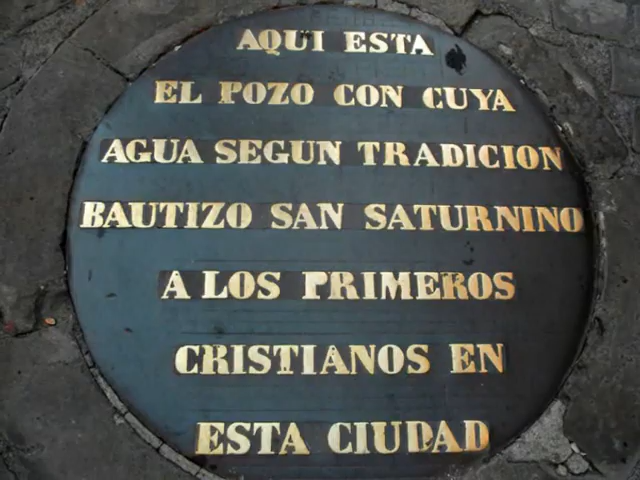 AQUI ESTA
EL POZO CON CUYA
AGUA SEGUN TRADICION
BAUTIZO SAN SATURNINO
A LOS PRIMEROS
CRISTIANOS EN
ESTA CIUDAD